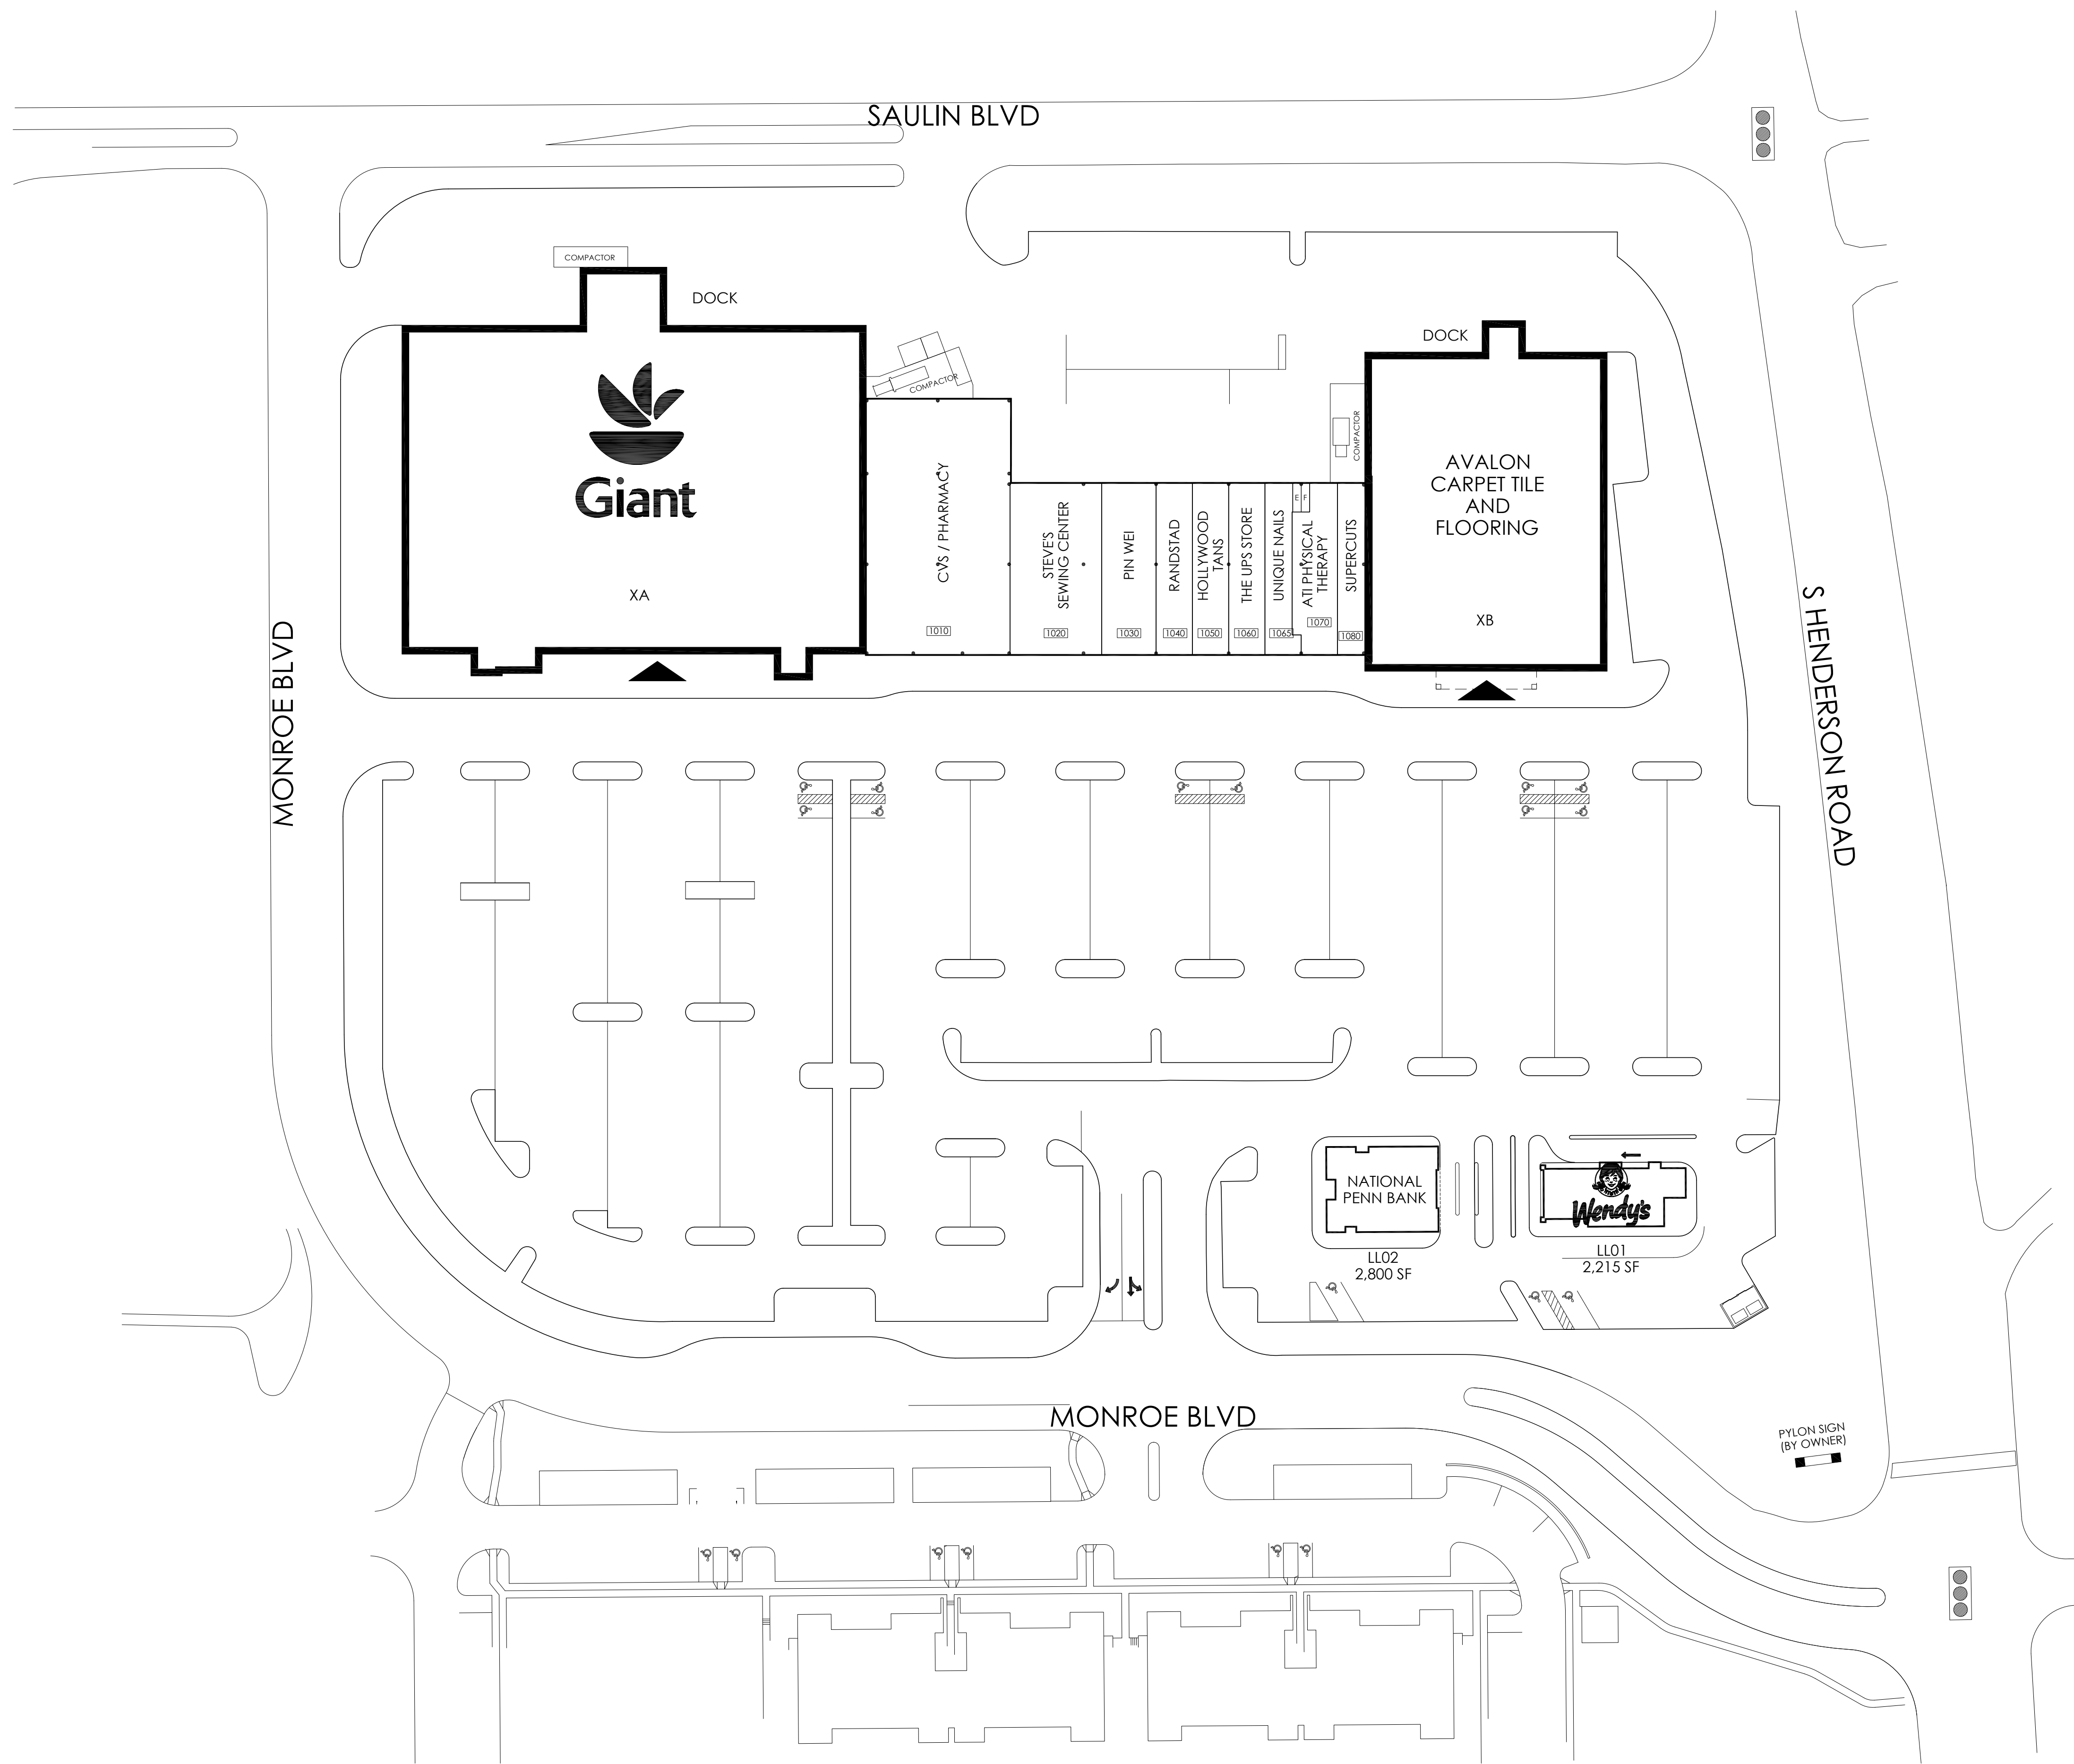 SAULIN BLVD
COMPACTOR
DOCK
Giant
XA
COMPACTOR
CVS / PHARMACY
1010
STEVE'S
SEWING CENTER
1020
PIN WEI
1030
RANDSTAD
1040
HOLLYWOOD
TANS
1050
THE UPS STORE
1060
UNIQUE NAILS
1065
E F
ATI PHYSICAL
THERAPY
1070
SUPERCUTS
1080
COMPACTOR
DOCK
AVALON
CARPET TILE
AND
FLOORING
XB
MONROE BLVD
S HENDERSON ROAD
NATIONAL
PENN BANK
LL02
2,800 SF
Wendy's
LL01
2,215 SF
MONROE BLVD
PYLON SIGN
(BY OWNER)